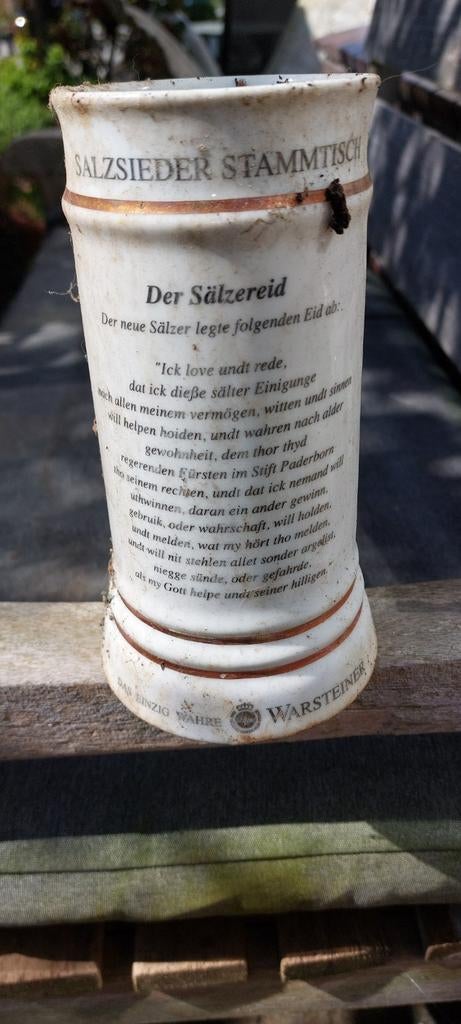 SALZSIEDER STAMMTISCH
Der Sälzereid
Der neue Sälzer legte folgenden Eid ab:
"Ick love undt rede,
dat ick dieße sälter Einigunge
nach allen meinem vermögen, witten undt sinnen
will helpen hoiden, undt wahren nach alder
gewohnheit, dem thor thyd
regerenden Fürsten im Stift Paderborn
tho seinem rechten, undt dat ick nemand will
uthwinnen, daran ein ander gewinn,
gebruik, oder wahrschaft, will holden,
undt melden, wat my hört tho melden,
undt will nit stehlen allet sonder argelist,
niegge sünde, oder gefahrde,
als my Gott helpe undt seiner hilligen."
DAS EINZIG WAHRE WARSTEINER